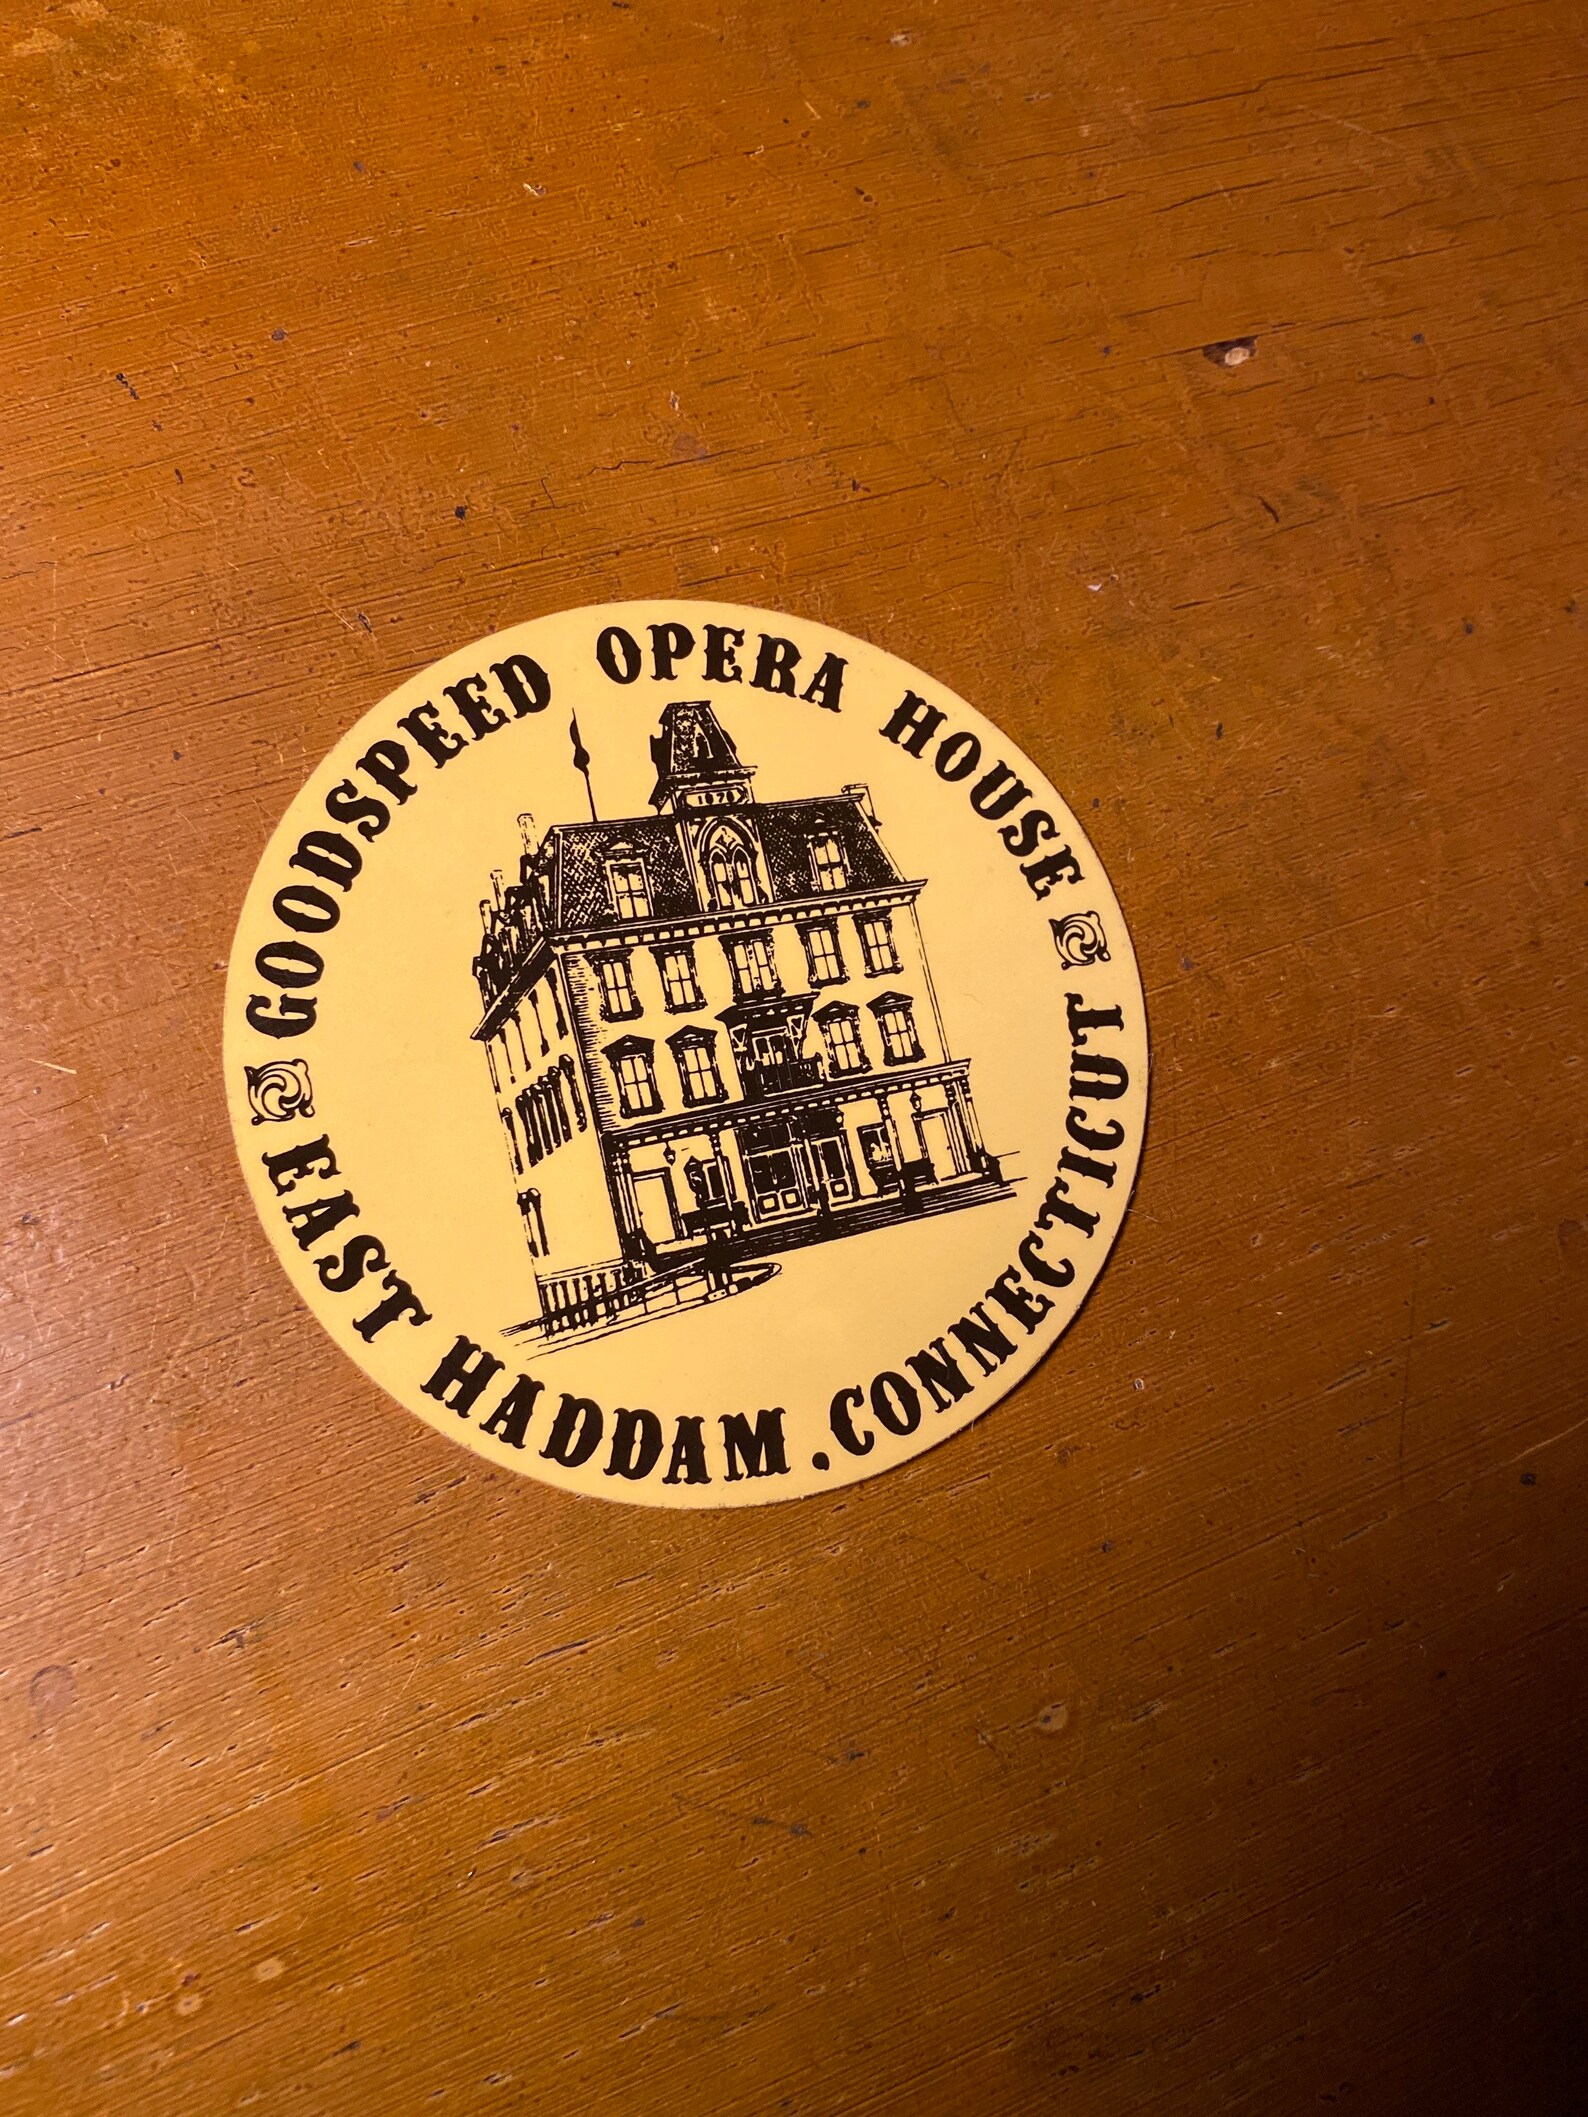 GOODSPEED OPERA HOUSE
EAST HADDAM . CONNECTICUT